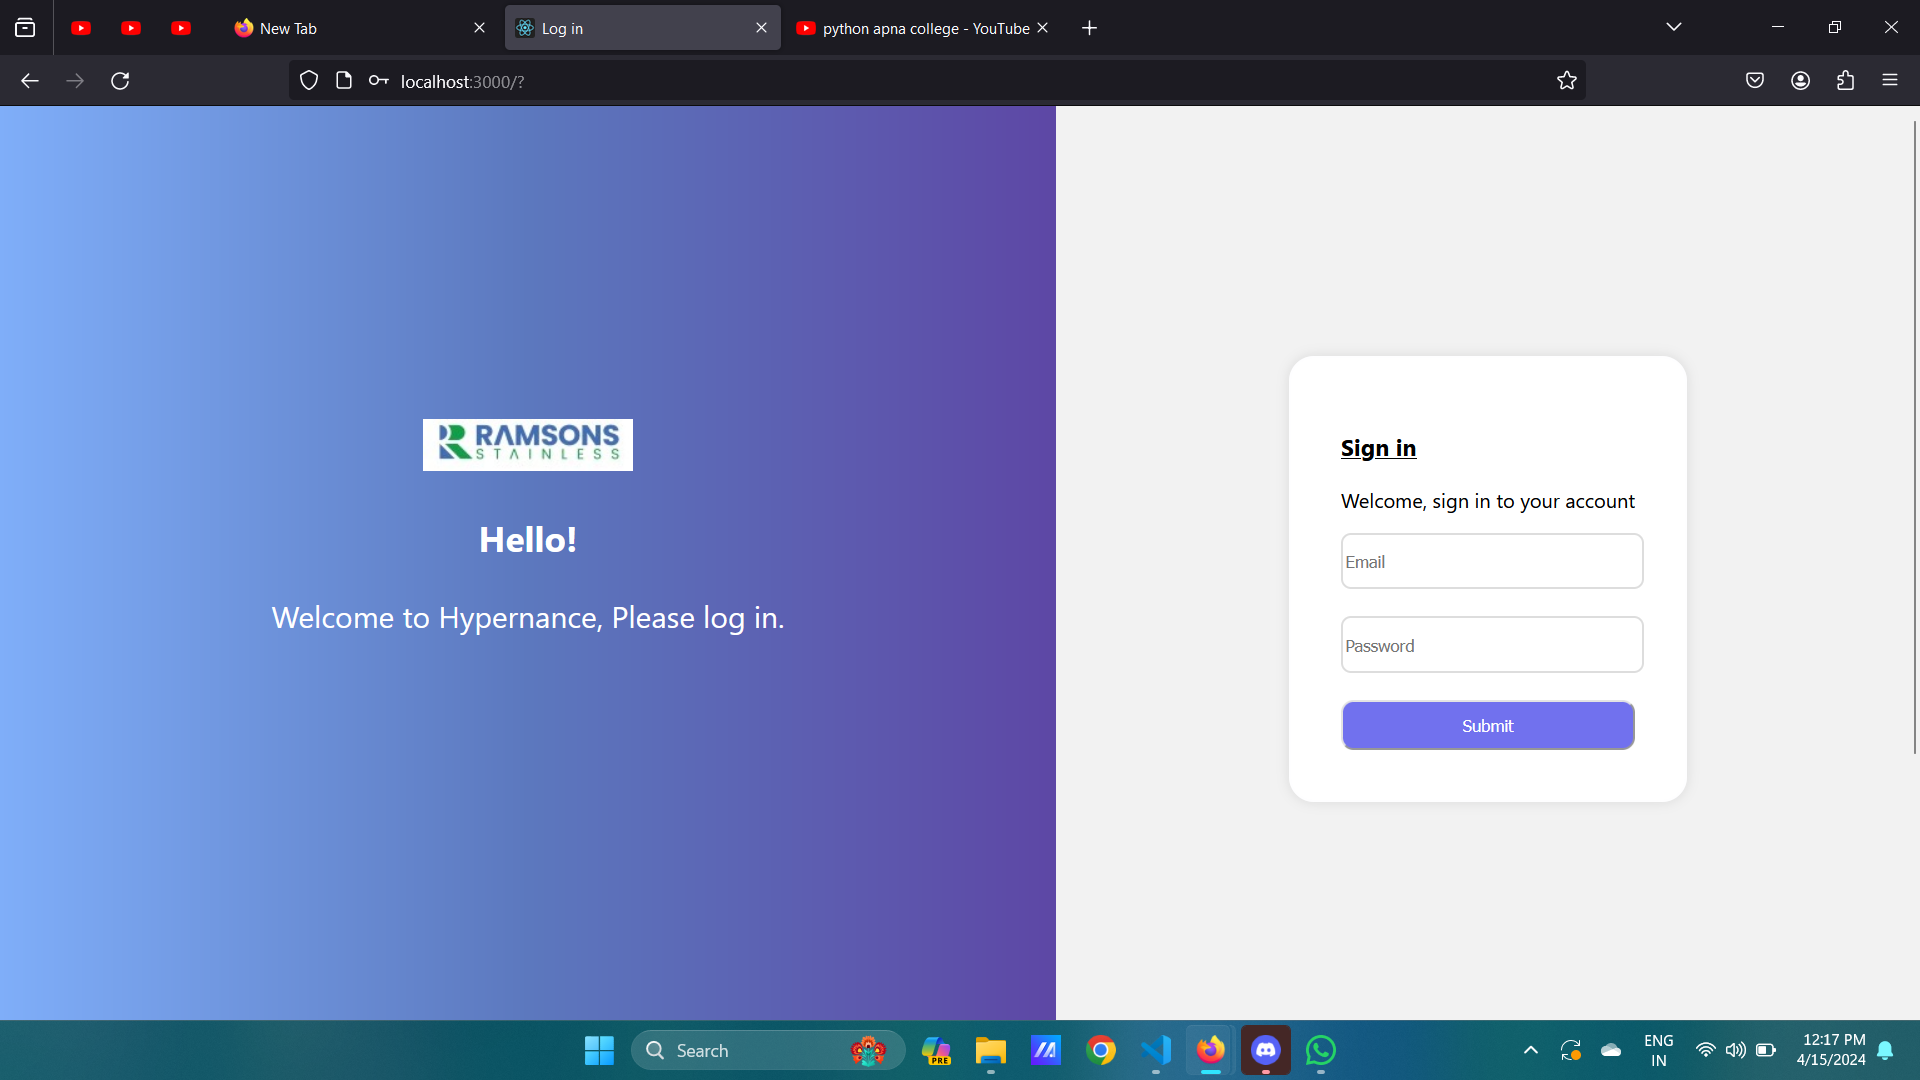 New Tab
Log in
python apna college - YouTube
localhost:3000/?
RAMSONS
STAINLESS
Hello!
Welcome to Hypernance, Please log in.
Sign in
Welcome, sign in to your account
Email
Password
Submit
Search
PRE
ENG
IN
12:17 PM
4/15/2024